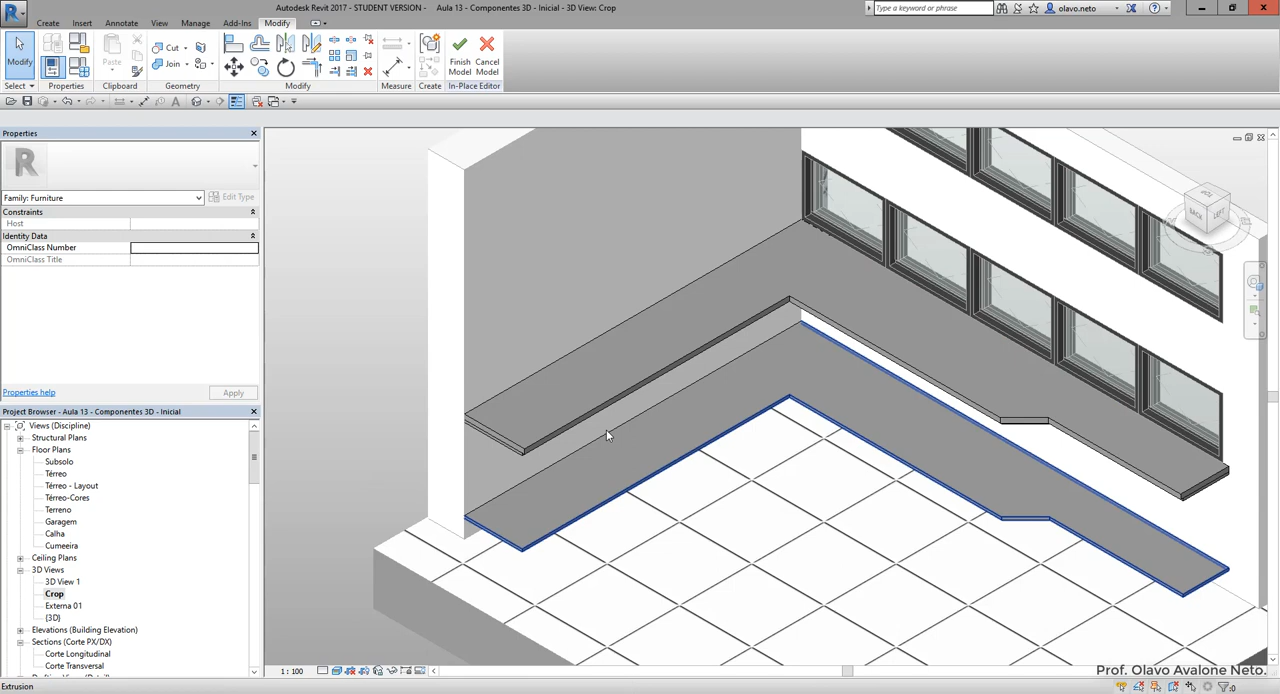 Autodesk Revit 2017 - STUDENT VERSION - Aula 13 - Componentes 3D - Inicial - 3D View: Crop
Type a keyword or phrase
olavo.neto
Create Insert Annotate View Manage Add-Ins Modify
Modify
Paste
Cut
Join
Finish Model
Cancel Model
Select Properties Clipboard Geometry Modify Measure Create In-Place Editor
Properties
R
Family: Furniture
Edit Type
Constraints
Host
Identity Data
OmniClass Number
OmniClass Title
Properties help
Apply
Project Browser - Aula 13 - Componentes 3D - Inicial
Views (Discipline)
Structural Plans
Floor Plans
Subsolo
Térreo
Térreo - Layout
Térreo-Cores
Terreno
Garagem
Calha
Cumeeira
Ceiling Plans
3D Views
3D View 1
Crop
Externa 01
{3D}
Elevations (Building Elevation)
Sections (Corte PX/DX)
Corte Longitudinal
Corte Transversal
TOP
BACK
LEFT
1 : 100
Prof. Olavo Avalone Neto.
Extrusion
:0